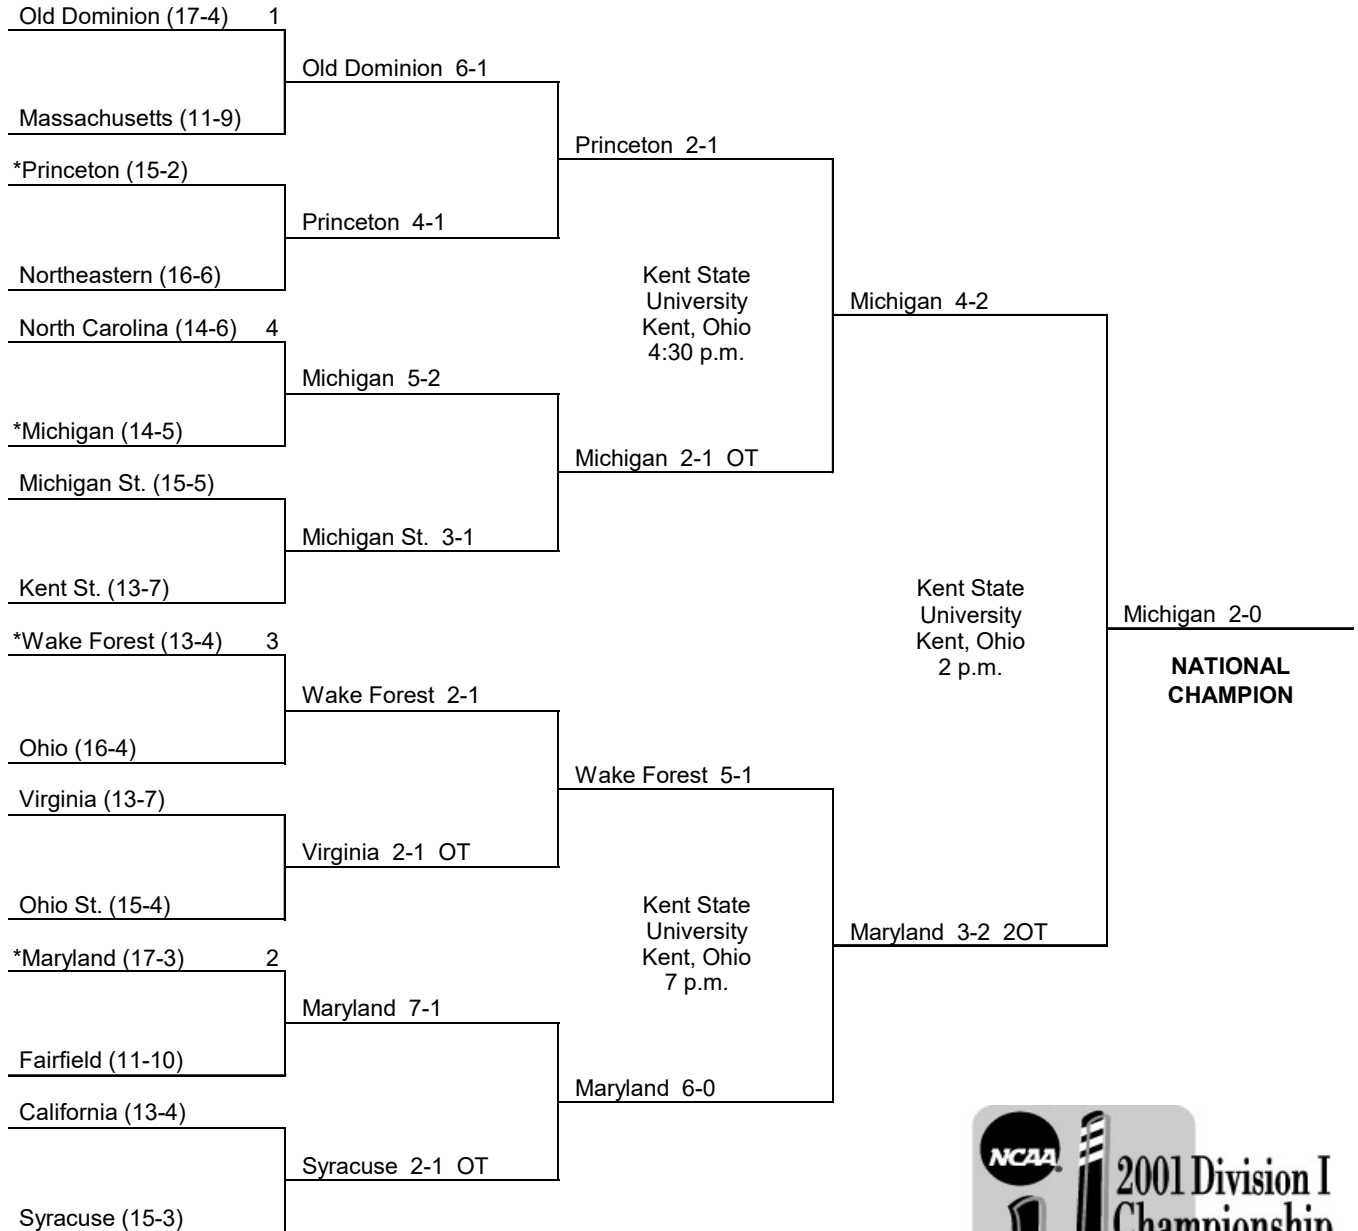 Old Dominion (17-4) 1
Massachusetts (11-9)
*Princeton (15-2)
Northeastern (16-6)
North Carolina (14-6) 4
*Michigan (14-5)
Michigan St. (15-5)
Kent St. (13-7)
*Wake Forest (13-4) 3
Ohio (16-4)
Virginia (13-7)
Ohio St. (15-4)
*Maryland (17-3) 2
Fairfield (11-10)
California (13-4)
Syracuse (15-3)
Old Dominion 6-1
Princeton 4-1
Michigan 5-2
Michigan St. 3-1
Wake Forest 2-1
Virginia 2-1 OT
Maryland 7-1
Syracuse 2-1 OT
Princeton 2-1
Kent State
University
Kent, Ohio
4:30 p.m.
Michigan 2-1 OT
Wake Forest 5-1
Kent State
University
Kent, Ohio
7 p.m.
Maryland 6-0
Michigan 4-2
Kent State
University
Kent, Ohio
2 p.m.
Maryland 3-2 2OT
Michigan 2-0
NATIONAL
CHAMPION
NCAA
2001 Division I
Championship